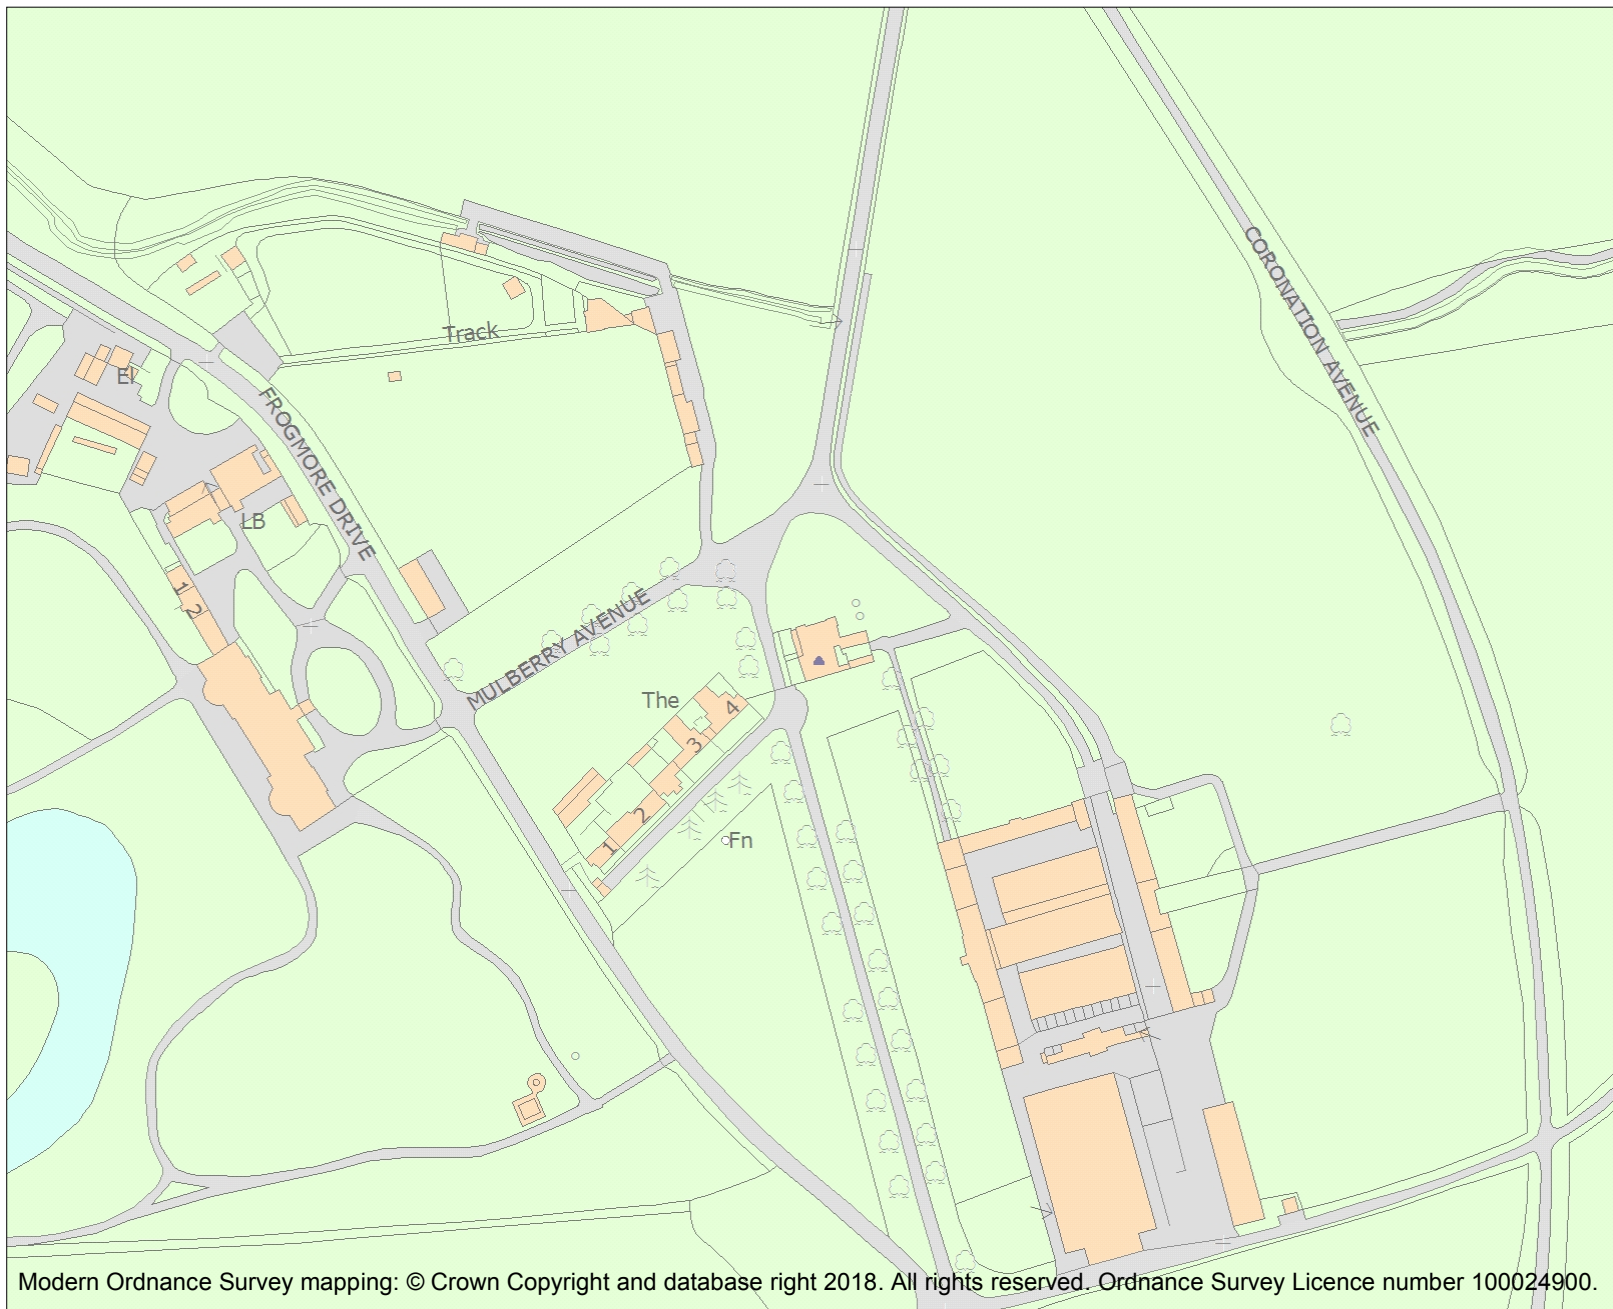 CORONATION AVENUE
Track
El
FROGMORE DRIVE
LB
1
2
MULBERRY AVENUE
The
4
3
2
1
Fn
Modern Ordnance Survey mapping: © Crown Copyright and database right 2018. All rights reserved. Ordnance Survey Licence number 100024900.